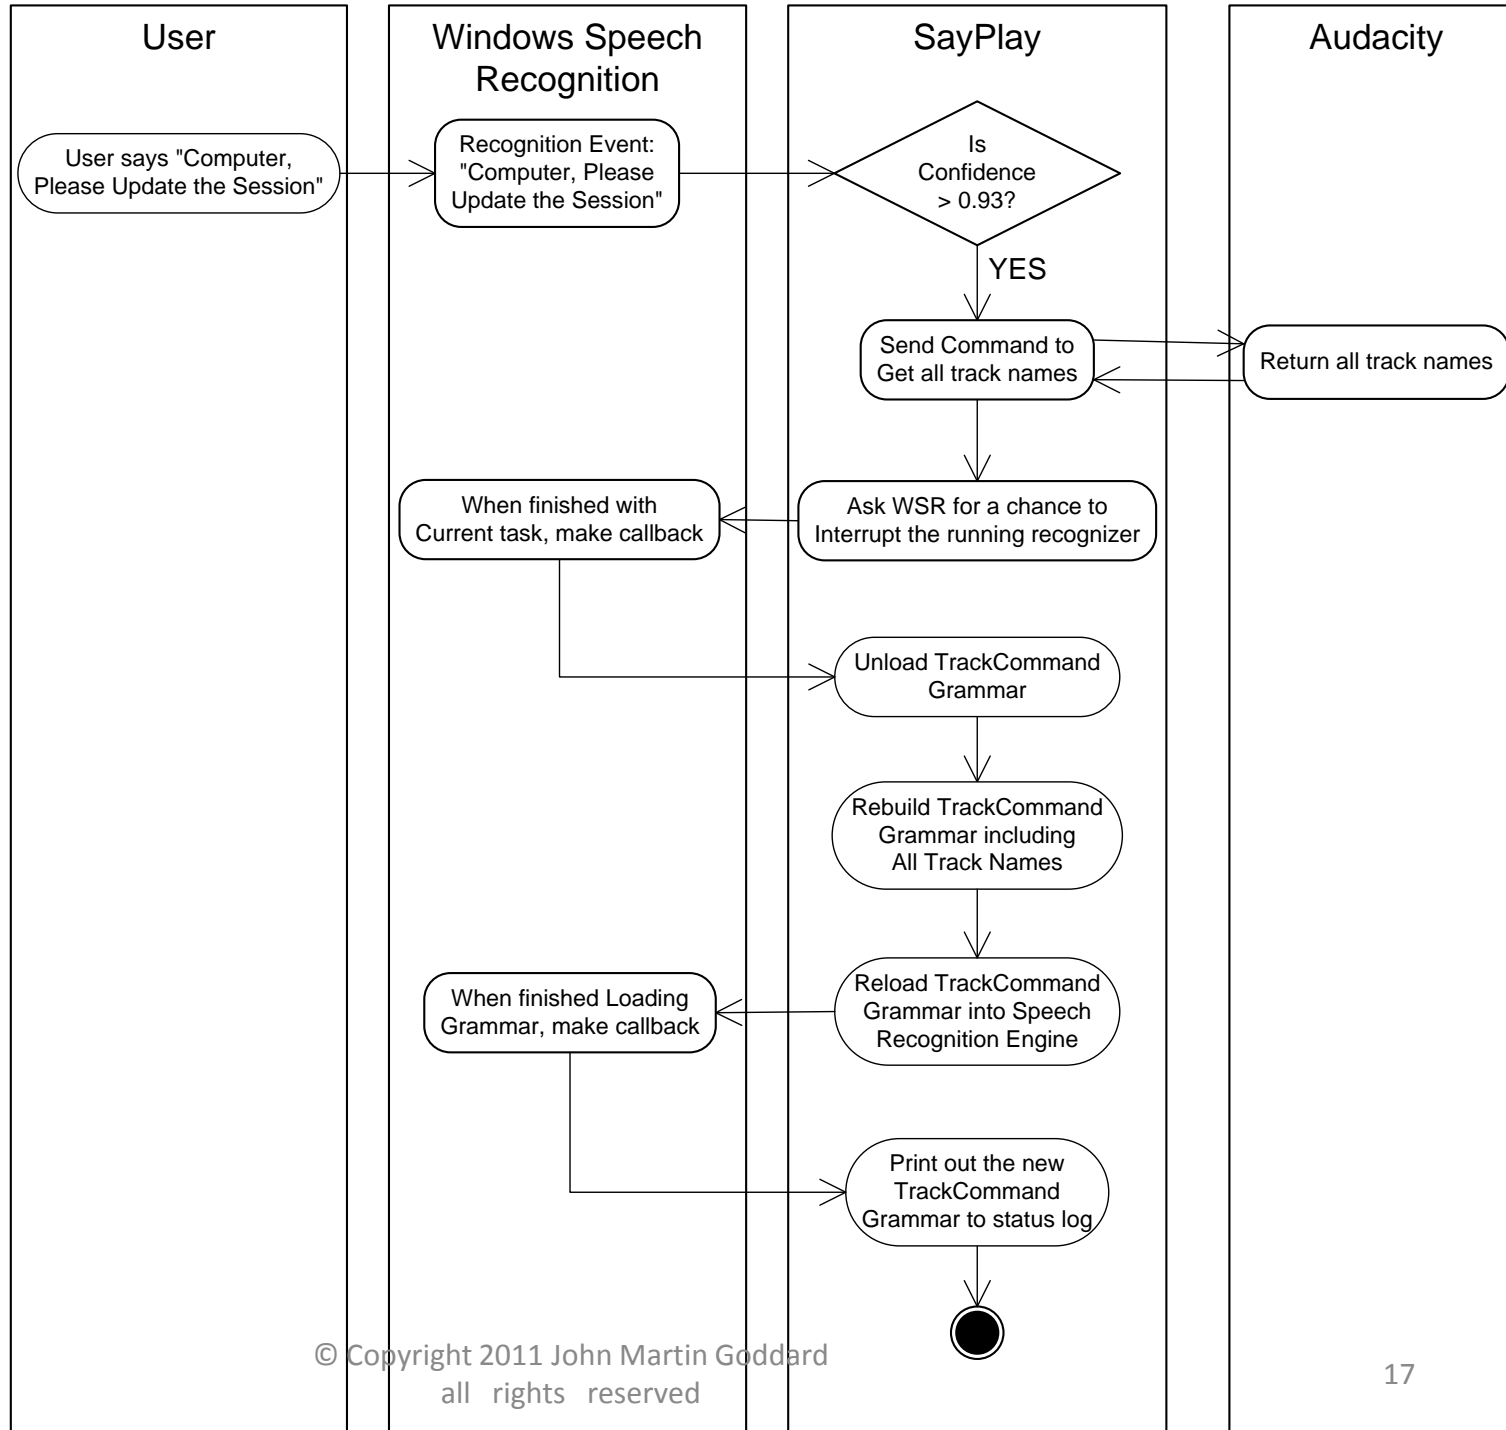 User
Windows Speech
Recognition
SayPlay
Audacity
User says "Computer,
Please Update the Session"
Recognition Event:
"Computer, Please
Update the Session"
Is
Confidence
> 0.93?
YES
Send Command to
Get all track names
Return all track names
Ask WSR for a chance to
Interrupt the running recognizer
When finished with
Current task, make callback
Unload TrackCommand
Grammar
Rebuild TrackCommand
Grammar including
All Track Names
Reload TrackCommand
Grammar into Speech
Recognition Engine
When finished Loading
Grammar, make callback
Print out the new
TrackCommand
Grammar to status log
© Copyright 2011 John Martin Goddard
all rights reserved
17